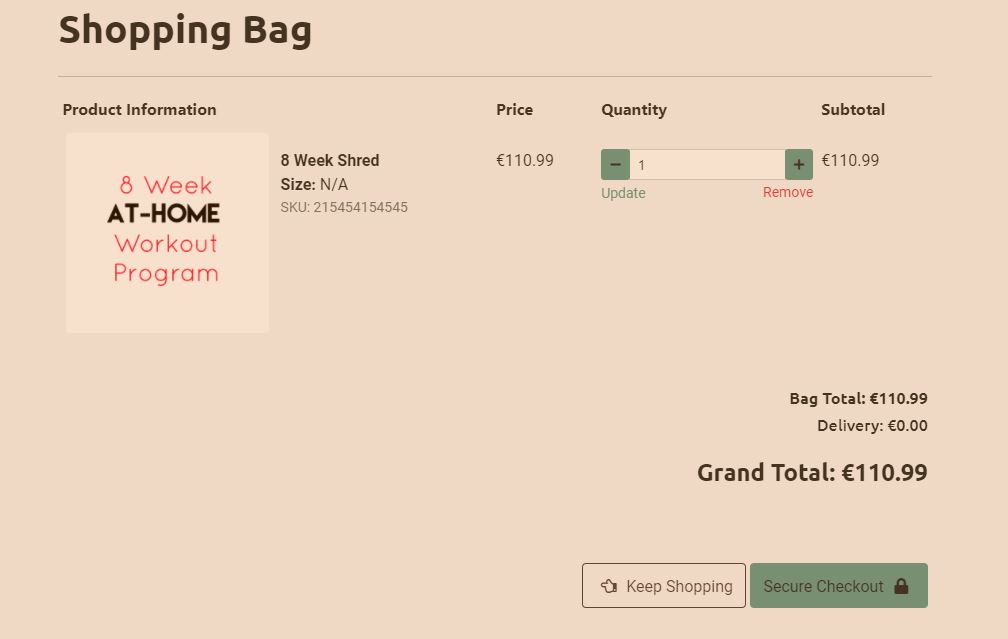 Shopping Bag
Product Information Price Quantity Subtotal
8 Week
AT-HOME
Workout
Program
8 Week Shred
Size: N/A
SKU: 215454154545
€110.99
− 1 +
Update Remove
€110.99
Bag Total: €110.99
Delivery: €0.00
Grand Total: €110.99
Keep Shopping
Secure Checkout